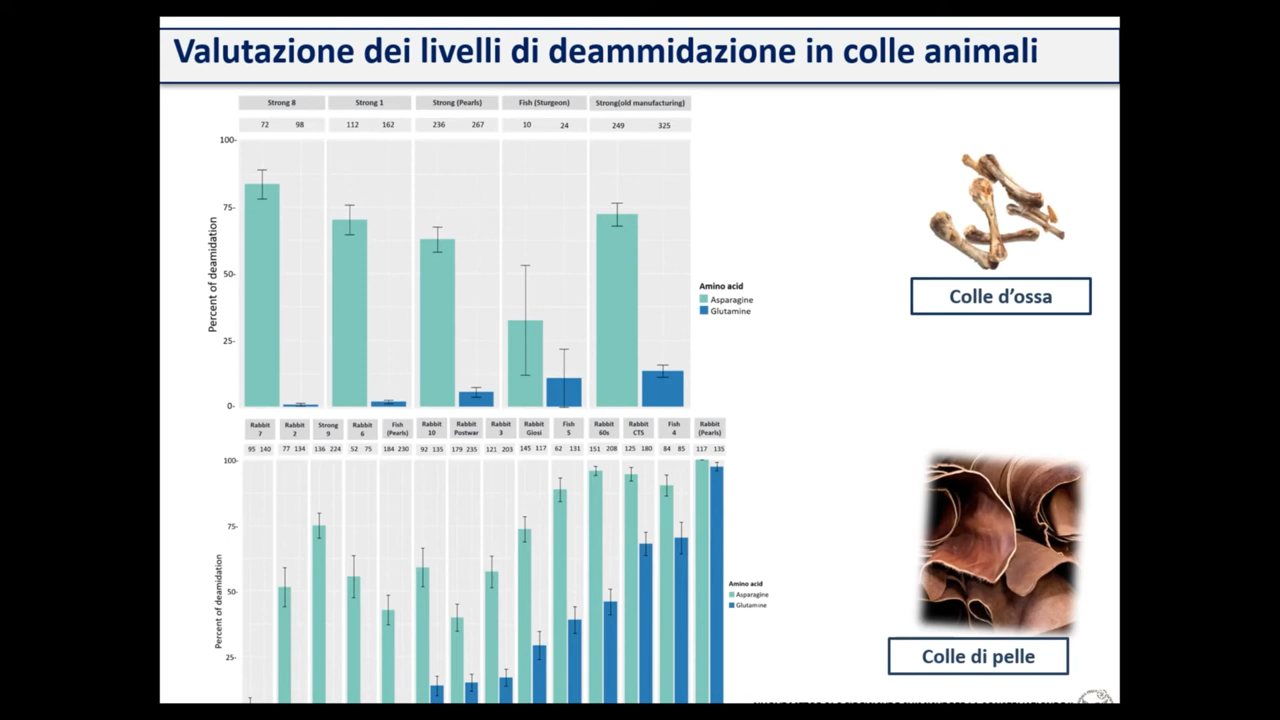 Valutazione dei livelli di deammidazione in colle animali
Strong 8 Strong 1 Strong (Pearls) Fish (Sturgeon) Strong(old manufacturing)
72 98 112 162 236 267 10 24 249 325
100-
75-
50-
25-
0-
Percent of deamidation
Amino acid
Asparagine
Glutamine
Colle d'ossa
Rabbit 7 Rabbit 2 Strong 9 Rabbit 6 Fish (Pearls) Rabbit 10 Rabbit Postwar Rabbit 3 Rabbit Giosi Fish 5 Rabbit 60s Rabbit CTS Fish 4 Rabbit (Pearls)
95 140 77 134 136 224 52 75 184 230 92 135 179 235 121 203 145 117 62 131 151 208 125 180 84 85 117 135
100-
75-
50-
25-
Percent of deamidation
Amino acid
Asparagine
Glutamine
Colle di pelle